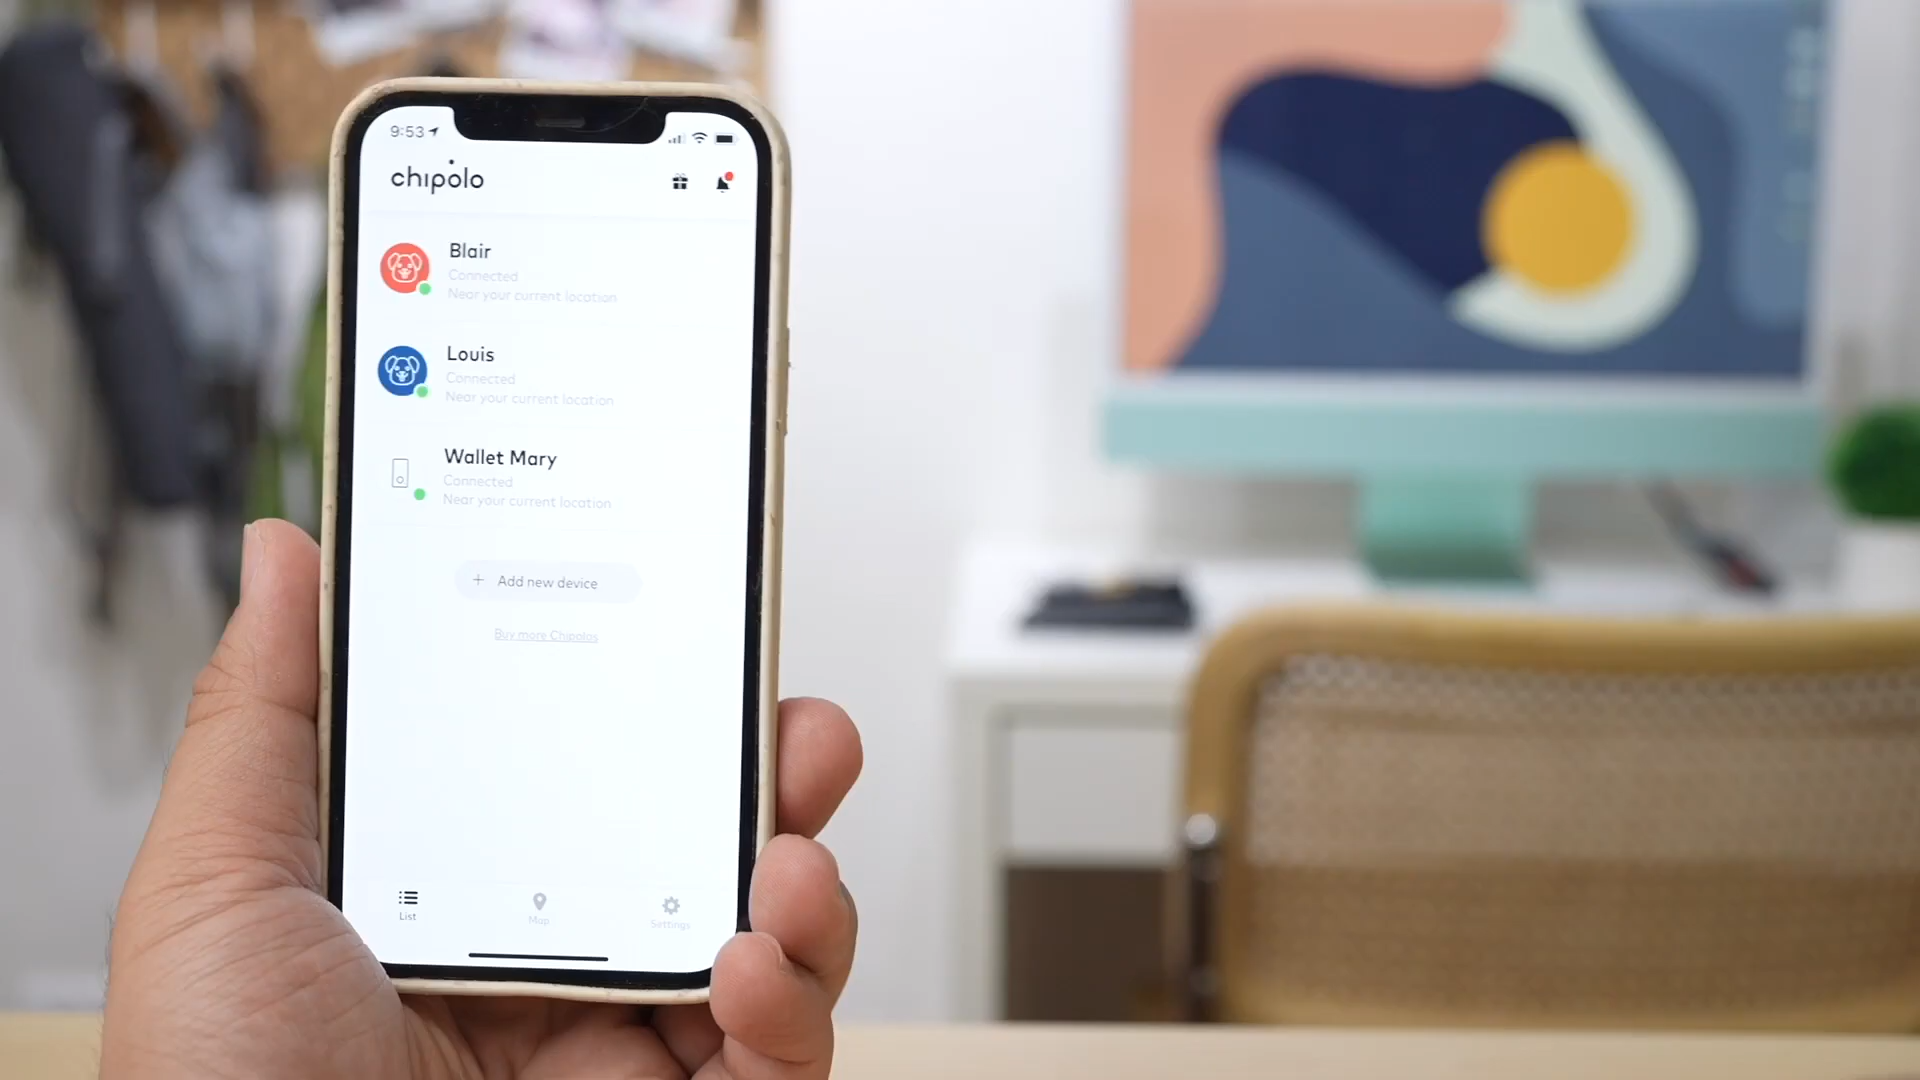 9:53
chipolo
Blair
Connected
Near your current location
Louis
Connected
Near your current location
Wallet Mary
Connected
Near your current location
+ Add new device
Buy more Chipolos
List
Map
Settings